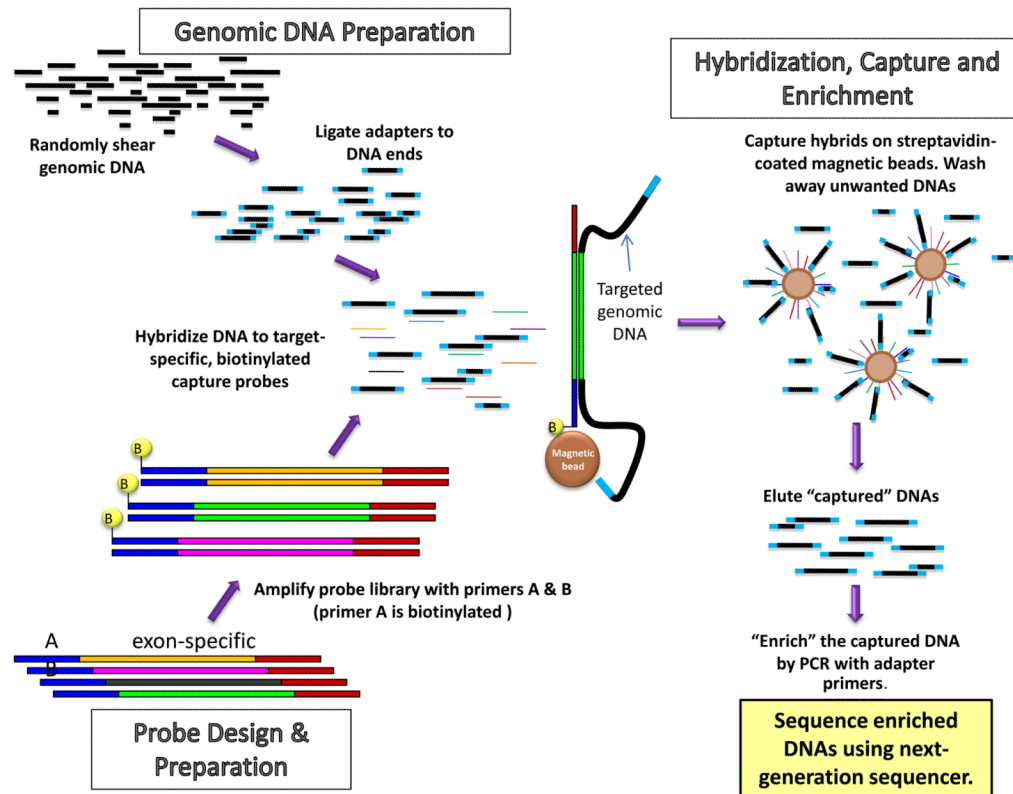 Genomic DNA Preparation
Randomly shear
genomic DNA
Ligate adapters to
DNA ends
Hybridize DNA to target-
specific, biotinylated
capture probes
B
B
B
Amplify probe library with primers A & B
(primer A is biotinylated )
A
exon-specific
B
Probe Design &
Preparation
Targeted
genomic
DNA
B
Magnetic
bead
Hybridization, Capture and
Enrichment
Capture hybrids on streptavidin-
coated magnetic beads. Wash
away unwanted DNAs
Elute “captured” DNAs
“Enrich” the captured DNA
by PCR with adapter
primers.
Sequence enriched
DNAs using next-
generation sequencer.